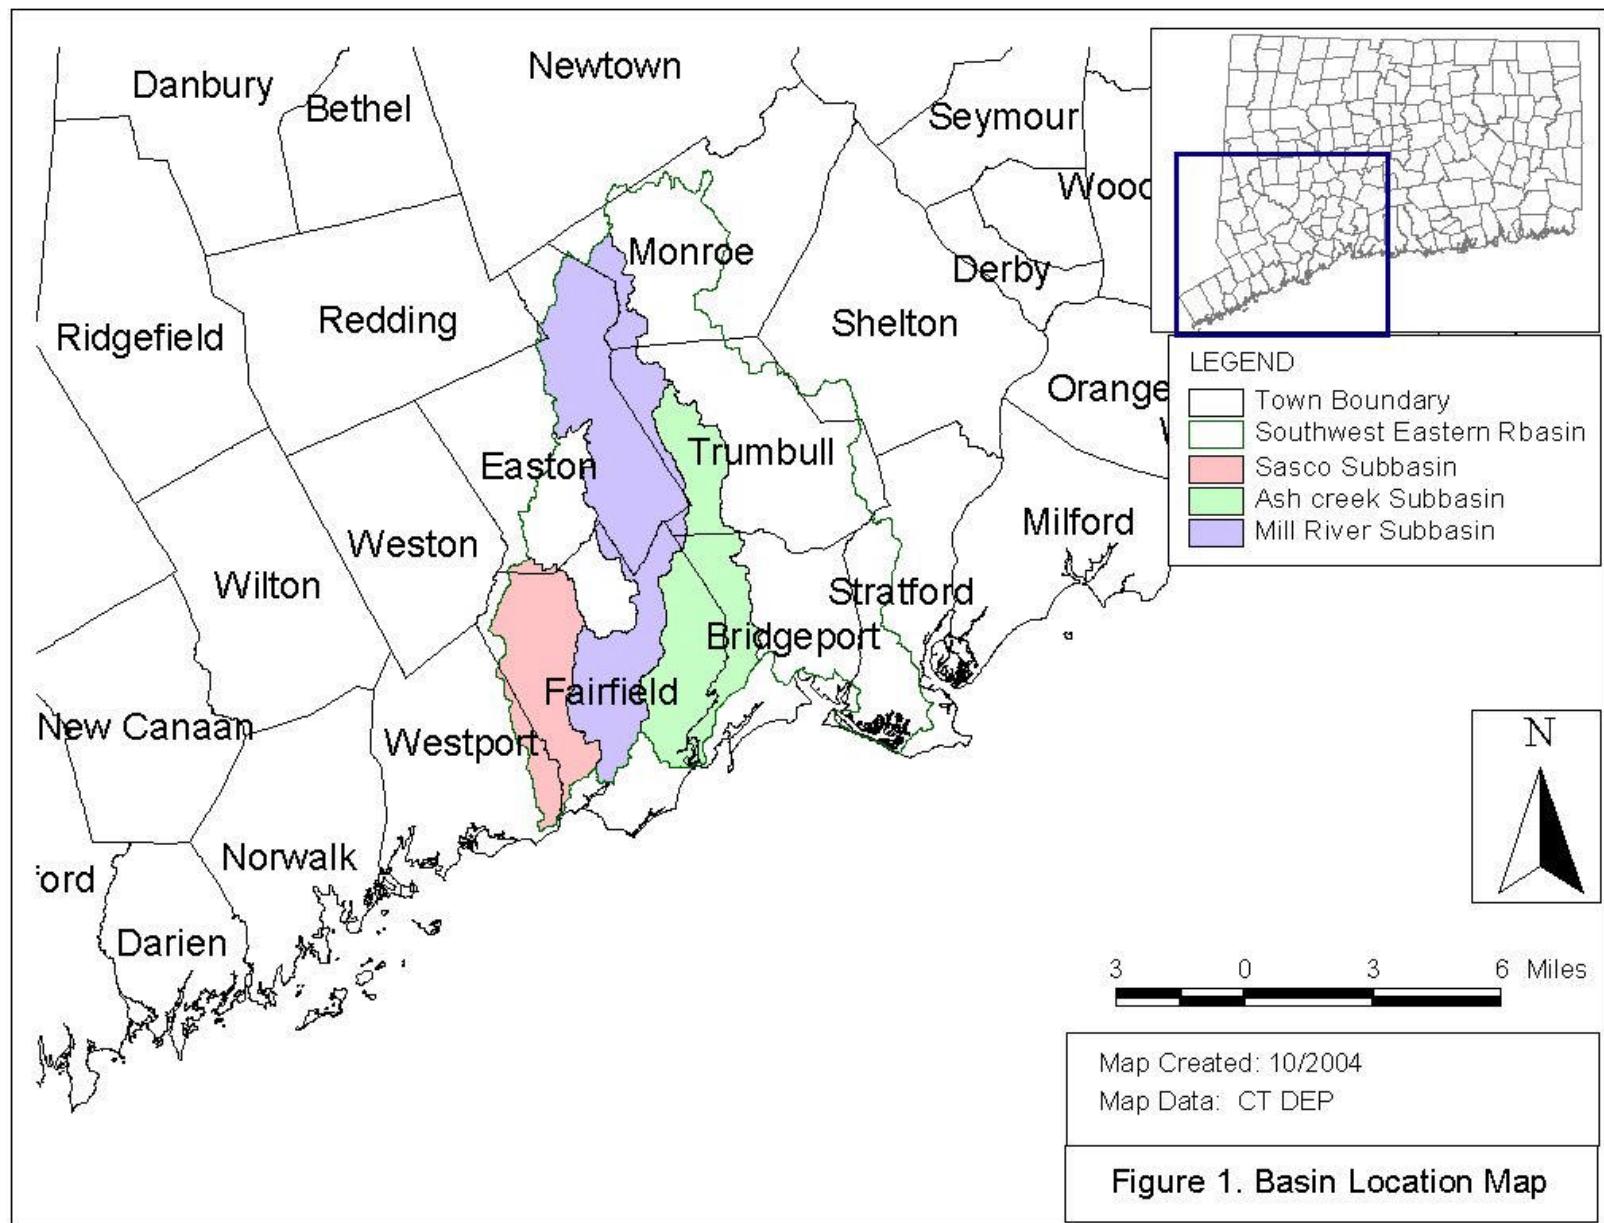 Newtown
Danbury
Bethel
Seymour
Monroe
Derby
Redding
Shelton
Ridgefield
LEGEND
Town Boundary
Southwest Eastern Rbasin
Sasco Subbasin
Ash creek Subbasin
Mill River Subbasin
Orange
Trumbull
Easton
Milford
Weston
Wilton
Stratford
Bridgeport
Fairfield
New Canaan
Westport
N
Norwalk
Darien
3 0 3 6 Miles
Map Created: 10/2004
Map Data: CT DEP
Figure 1. Basin Location Map